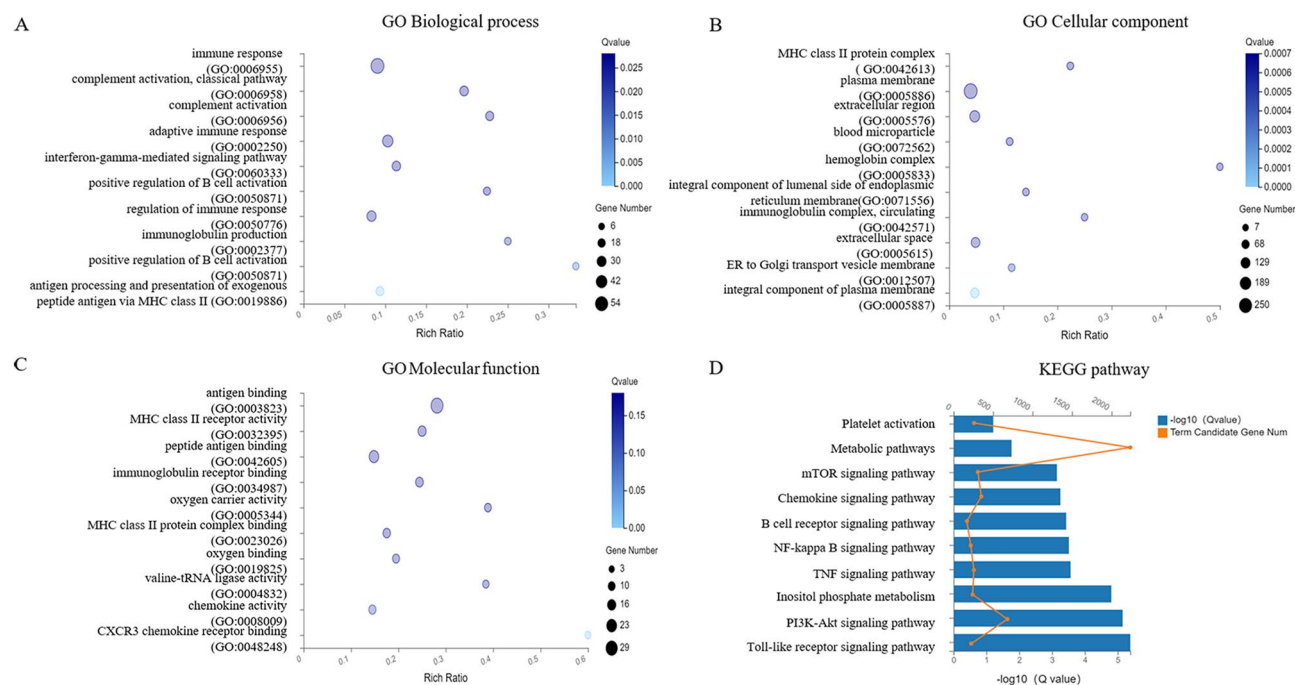 A
GO Biological process
immune response
(GO:0006955)
complement activation, classical pathway
(GO:0006958)
complement activation
(GO:0006956)
adaptive immune response
(GO:0002250)
interferon-gamma-mediated signaling pathway
(GO:0060333)
positive regulation of B cell activation
(GO:0050871)
regulation of immune response
(GO:0050776)
immunoglobulin production
(GO:0002377)
positive regulation of B cell activation
(GO:0050871)
antigen processing and presentation of exogenous
peptide antigen via MHC class II (GO:0019886)
0 0.05 0.1 0.15 0.2 0.25 0.3
Rich Ratio
Qvalue
0.025
0.020
0.015
0.010
0.005
0.000
Gene Number
6
18
30
42
54
B
GO Cellular component
MHC class II protein complex
( GO:0042613)
plasma membrane
(GO:0005886)
extracellular region
(GO:0005576)
blood microparticle
(GO:0072562)
hemoglobin complex
(GO:0005833)
integral component of lumenal side of endoplasmic
reticulum membrane(GO:0071556)
immunoglobulin complex, circulating
(GO:0042571)
extracellular space
(GO:0005615)
ER to Golgi transport vesicle membrane
(GO:0012507)
integral component of plasma membrane
(GO:0005887)
0 0.1 0.2 0.3 0.4 0.5
Rich Ratio
Qvalue
0.0007
0.0006
0.0005
0.0004
0.0003
0.0002
0.0001
0.0000
Gene Number
7
68
129
189
250
C
GO Molecular function
antigen binding
(GO:0003823)
MHC class II receptor activity
(GO:0032395)
peptide antigen binding
(GO:0042605)
immunoglobulin receptor binding
(GO:0034987)
oxygen carrier activity
(GO:0005344)
MHC class II protein complex binding
(GO:0023026)
oxygen binding
(GO:0019825)
valine-tRNA ligase activity
(GO:0004832)
chemokine activity
(GO:0008009)
CXCR3 chemokine receptor binding
(GO:0048248)
0 0.1 0.2 0.3 0.4 0.5 0.6
Rich Ratio
Qvalue
0.15
0.10
0.05
0.00
Gene Number
3
10
16
23
29
D
KEGG pathway
0 500 1000 1500 2000
Platelet activation
Metabolic pathways
mTOR signaling pathway
Chemokine signaling pathway
B cell receptor signaling pathway
NF-kappa B signaling pathway
TNF signaling pathway
Inositol phosphate metabolism
PI3K-Akt signaling pathway
Toll-like receptor signaling pathway
0 1 2 3 4 5
-log10 (Q value)
-log10 (Qvalue)
Term Candidate Gene Num